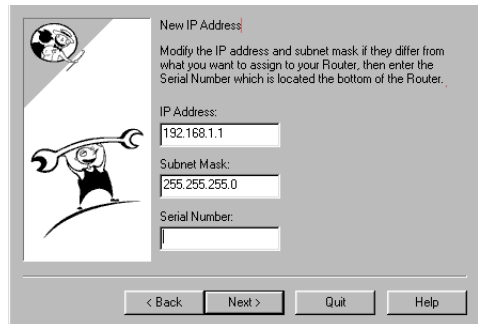 New IP Address
Modify the IP address and subnet mask if they differ from
what you want to assign to your Router, then enter the
Serial Number which is located the bottom of the Router.
IP Address:
192.168.1.1
Subnet Mask:
255.255.255.0
Serial Number:
< Back Next > Quit Help